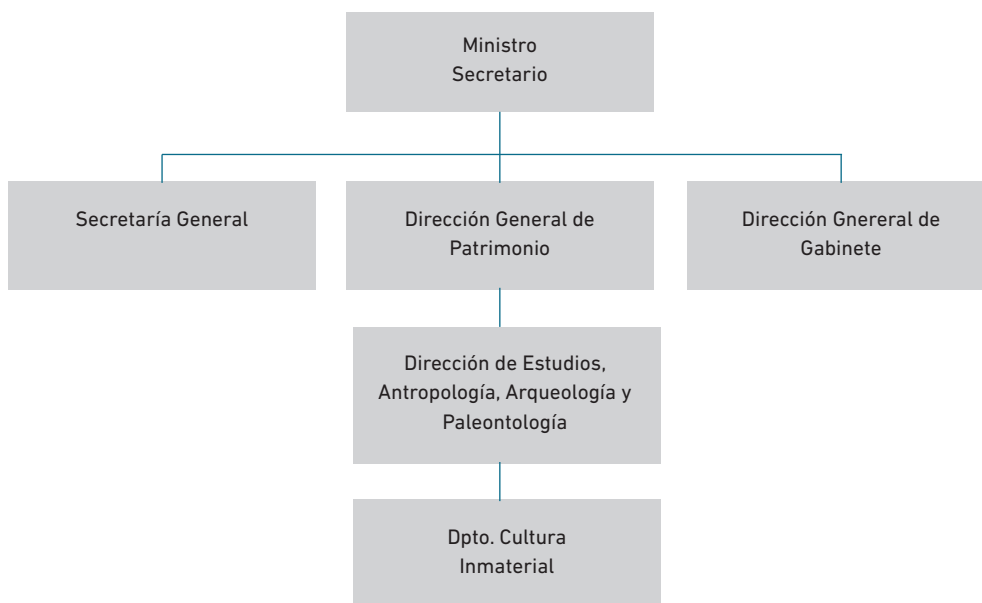 Ministro
Secretario
Secretaría General
Dirección General de
Patrimonio
Dirección Gnereral de
Gabinete
Dirección de Estudios,
Antropología, Arqueología y
Paleontología
Dpto. Cultura
Inmaterial